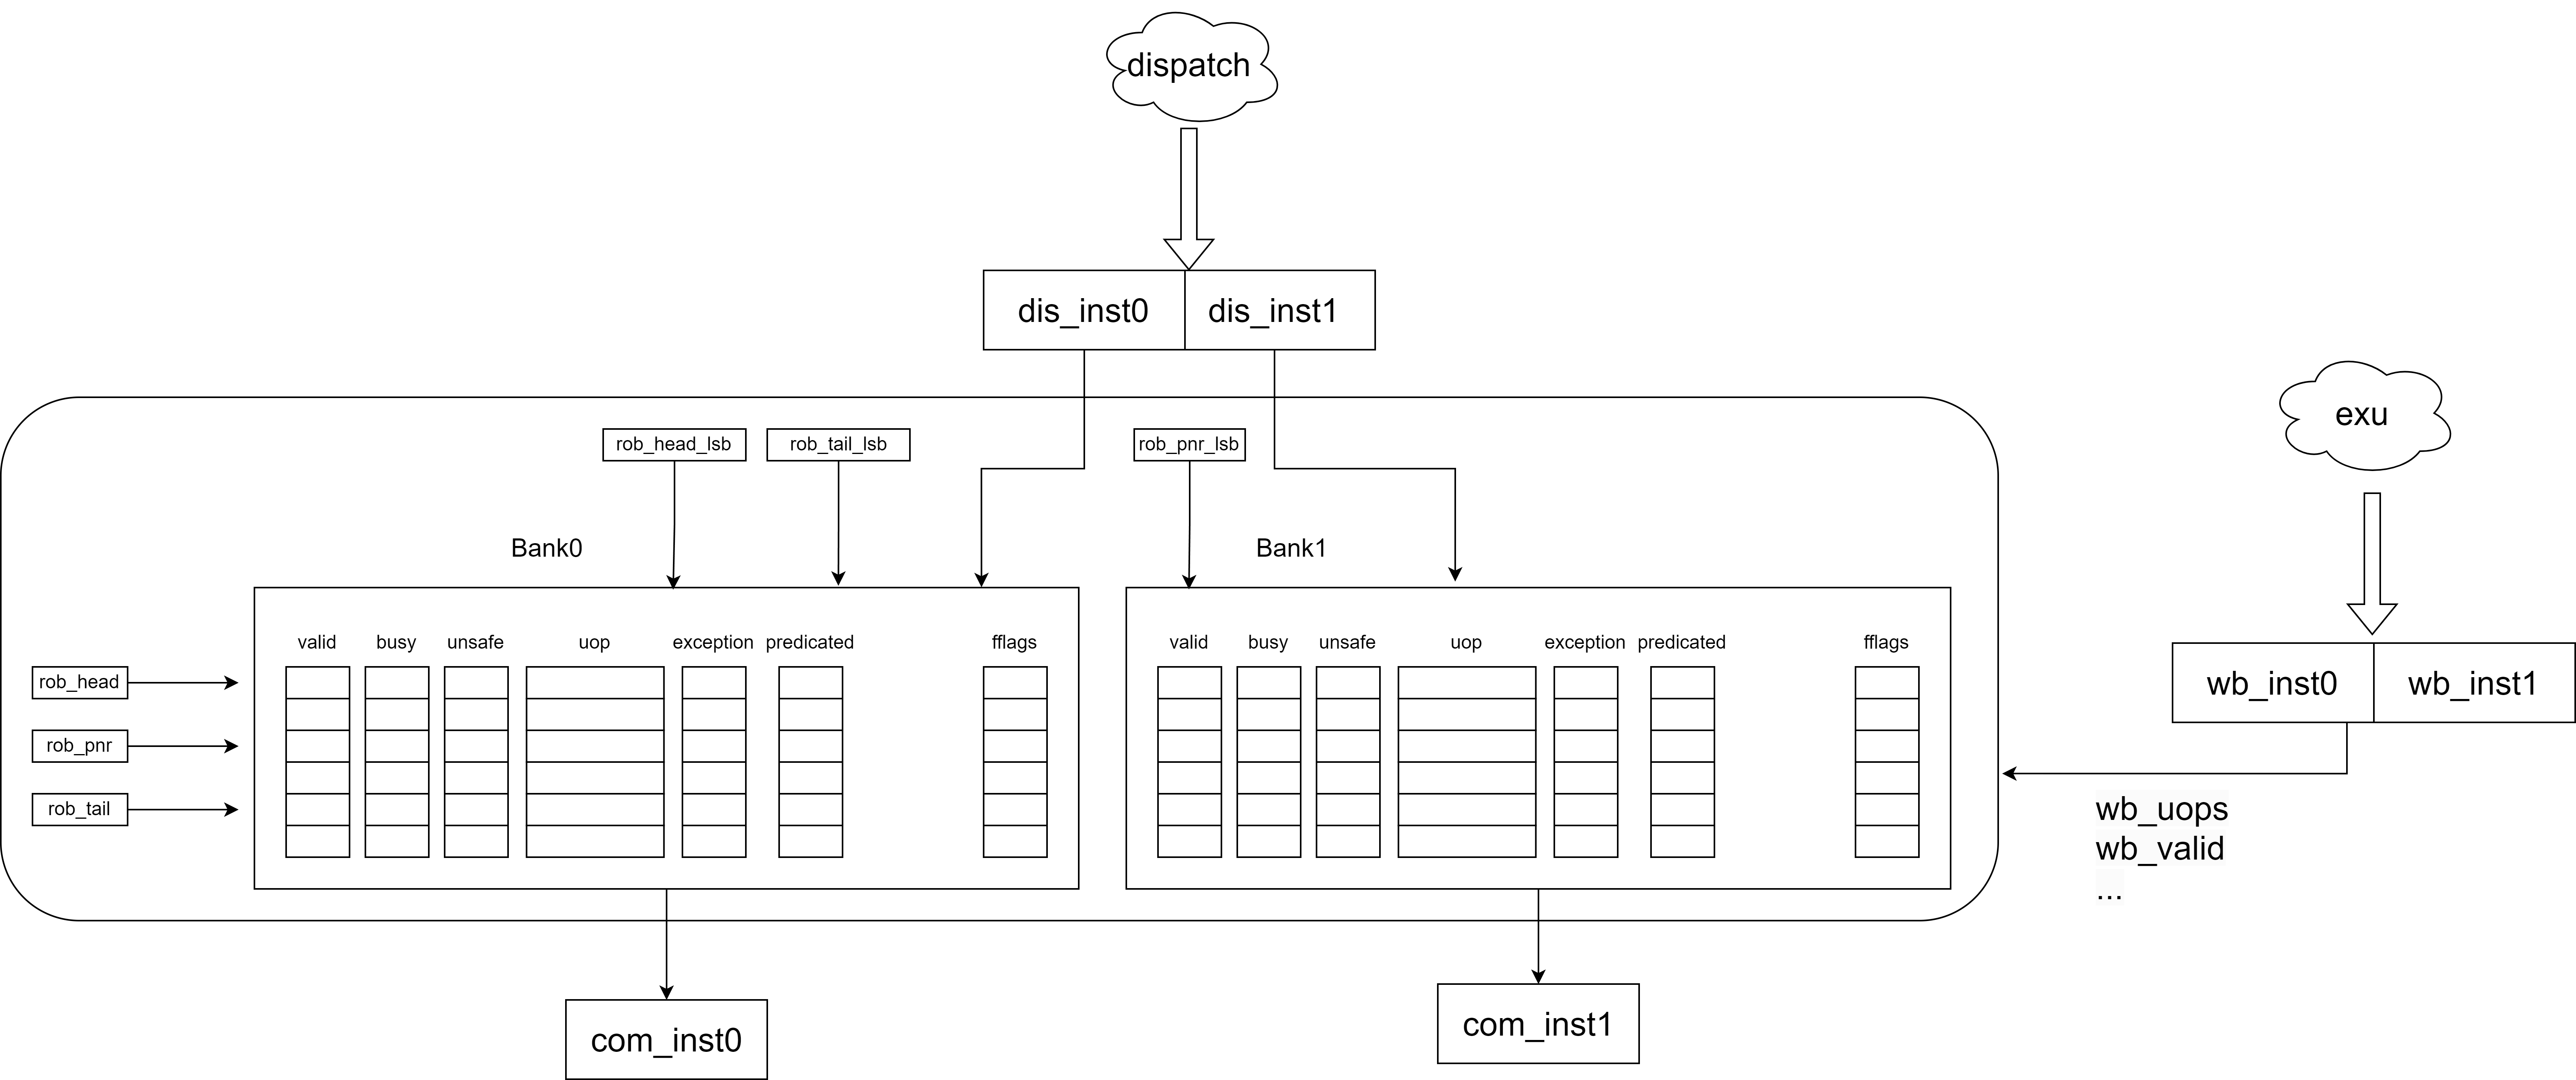 dispatch
dis_inst0 dis_inst1
exu
rob_head_lsb rob_tail_lsb rob_pnr_lsb
Bank0 Bank1
valid busy unsafe uop exception predicated fflags valid busy unsafe uop exception predicated fflags
rob_head
wb_inst0 wb_inst1
rob_pnr
rob_tail
wb_uops
wb_valid
...
com_inst0 com_inst1